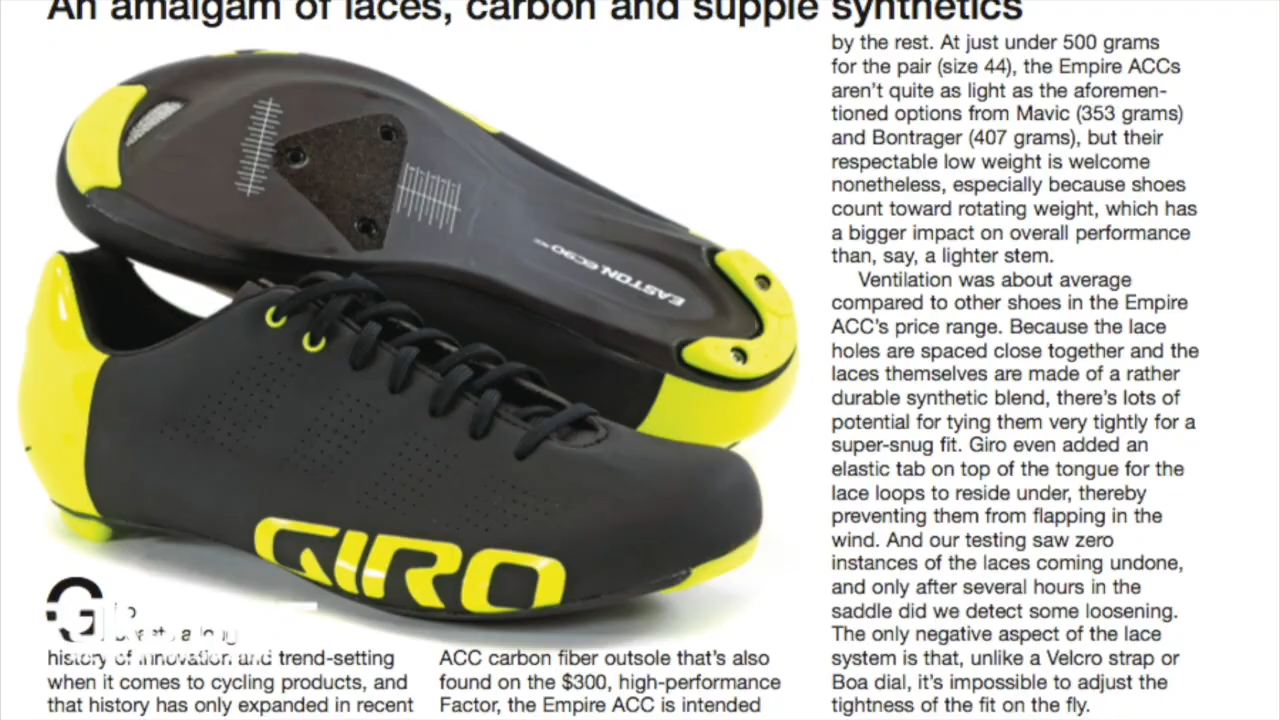 An amalgam of laces, carbon and supple synthetics
EASTON EC90
GIRO
history of innovation and trend-setting
when it comes to cycling products, and
that history has only expanded in recent
ACC carbon fiber outsole that's also
found on the $300, high-performance
Factor, the Empire ACC is intended
by the rest. At just under 500 grams
for the pair (size 44), the Empire ACCs
aren't quite as light as the aforemen-
tioned options from Mavic (353 grams)
and Bontrager (407 grams), but their
respectable low weight is welcome
nonetheless, especially because shoes
count toward rotating weight, which has
a bigger impact on overall performance
than, say, a lighter stem.
Ventilation was about average
compared to other shoes in the Empire
ACC's price range. Because the lace
holes are spaced close together and the
laces themselves are made of a rather
durable synthetic blend, there's lots of
potential for tying them very tightly for a
super-snug fit. Giro even added an
elastic tab on top of the tongue for the
lace loops to reside under, thereby
preventing them from flapping in the
wind. And our testing saw zero
instances of the laces coming undone,
and only after several hours in the
saddle did we detect some loosening.
The only negative aspect of the lace
system is that, unlike a Velcro strap or
Boa dial, it's impossible to adjust the
tightness of the fit on the fly.